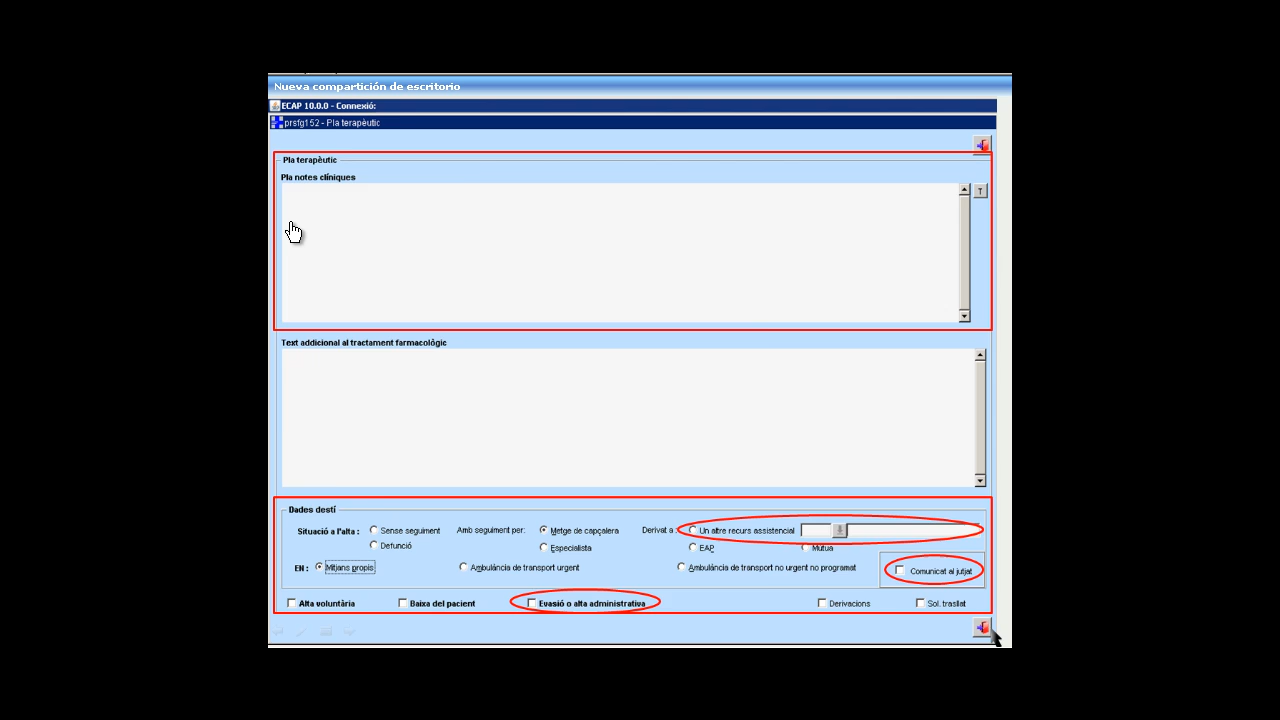 Nueva compartición de escritorio
ECAP 10.0.0 - Connexió:
prsfg152 - Pla terapèutic
Pla terapèutic
Pla notes clíniques
T
Text addicional al tractament farmacològic
Dades destí
Situació a l'alta : Sense seguiment Amb seguiment per: Metge de capçalera Derivat a : Un altre recurs assistencial
Defunció Especialista EAP Mútua
EN : Mitjans propis Ambulància de transport urgent Ambulància de transport no urgent no programat Comunicat al jutjat
Alta voluntària Baixa del pacient Evasió o alta administrativa Derivacions Sol. trasllat